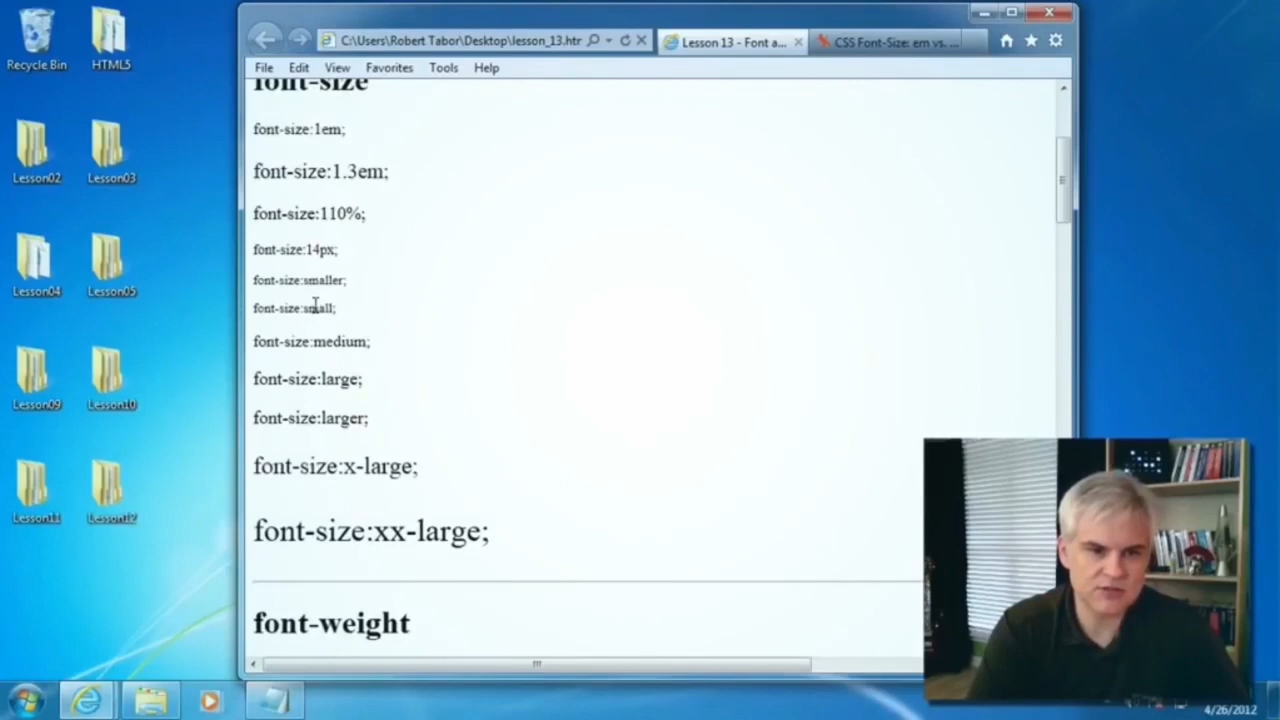 Recycle Bin
HTML5
Lesson02
Lesson03
Lesson04
Lesson05
Lesson09
Lesson10
Lesson11
Lesson12
C:\Users\Robert Tabor\Desktop\lesson_13.htr
Lesson 13 - Font a...
CSS Font-Size: em vs. ...
File Edit View Favorites Tools Help
font-size
font-size:1em;
font-size:1.3em;
font-size:110%;
font-size:14px;
font-size:smaller;
font-size:small;
font-size:medium;
font-size:large;
font-size:larger;
font-size:x-large;
font-size:xx-large;
font-weight
4/26/2012